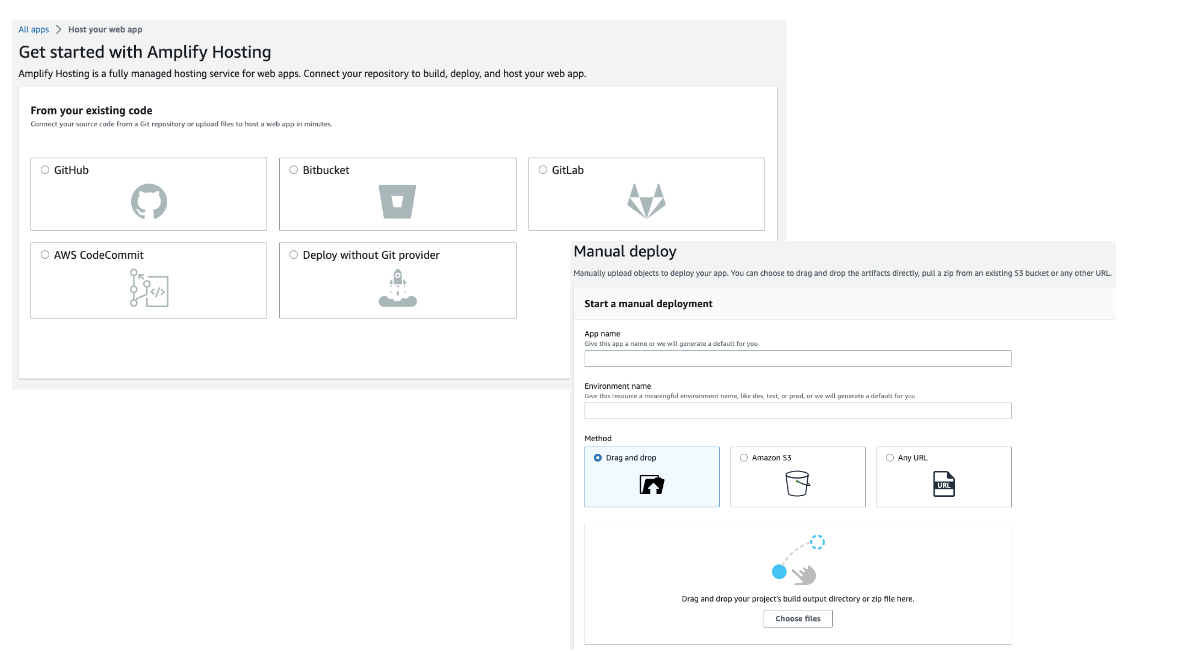 All apps > Host your web app
Get started with Amplify Hosting
Amplify Hosting is a fully managed hosting service for web apps. Connect your repository to build, deploy, and host your web app.
From your existing code
Connect your source code from a Git repository or upload files to host a web app in minutes.
GitHub
Bitbucket
GitLab
AWS CodeCommit
Deploy without Git provider
Manual deploy
Manually upload objects to deploy your app. You can choose to drag and drop the artifacts directly, pull a zip from an existing S3 bucket or any other URL.
Start a manual deployment
App name
Give this app a name or we will generate a default for you
Environment name
Give this resource a meaningful environment name, like dev, test, or prod, or we will generate a default for you
Method
Drag and drop
Amazon S3
Any URL
URL
Drag and drop your project's build output directory or zip file here.
Choose files